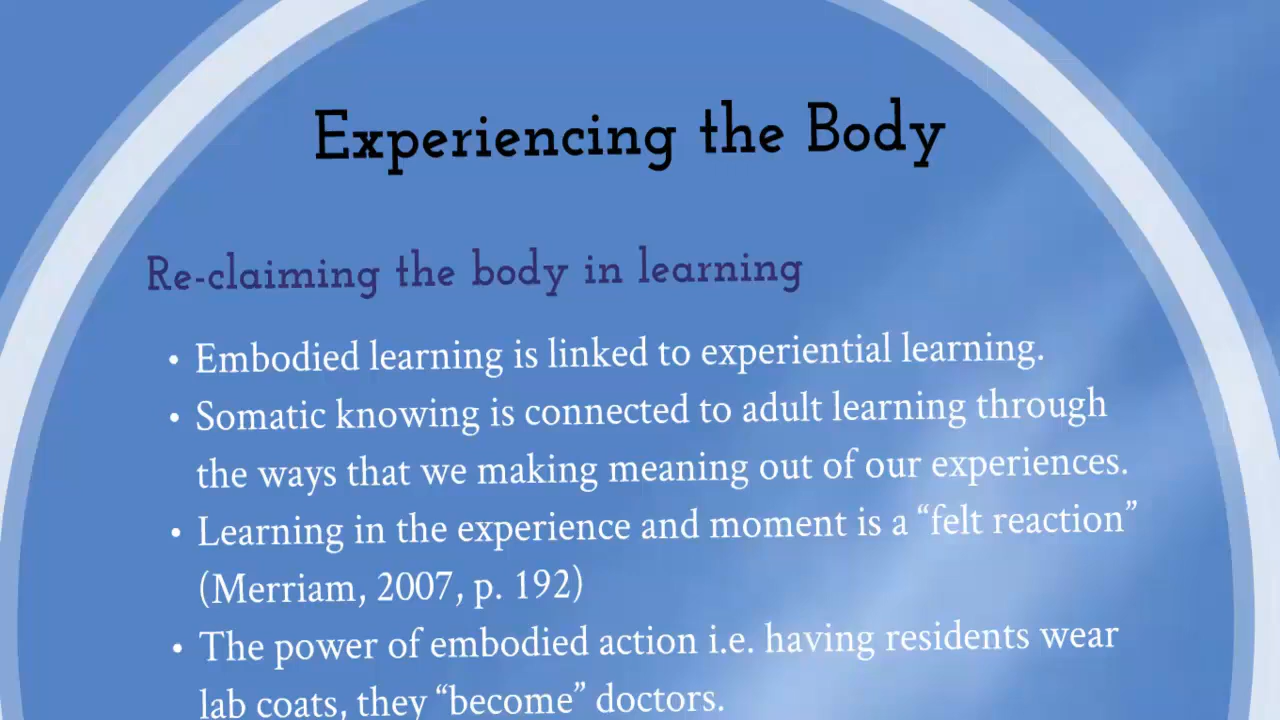 Experiencing the Body
Re-claiming the body in learning
• Embodied learning is linked to experiential learning.
• Somatic knowing is connected to adult learning through
the ways that we making meaning out of our experiences.
• Learning in the experience and moment is a “felt reaction”
(Merriam, 2007, p. 192)
• The power of embodied action i.e. having residents wear
lab coats, they “become” doctors.